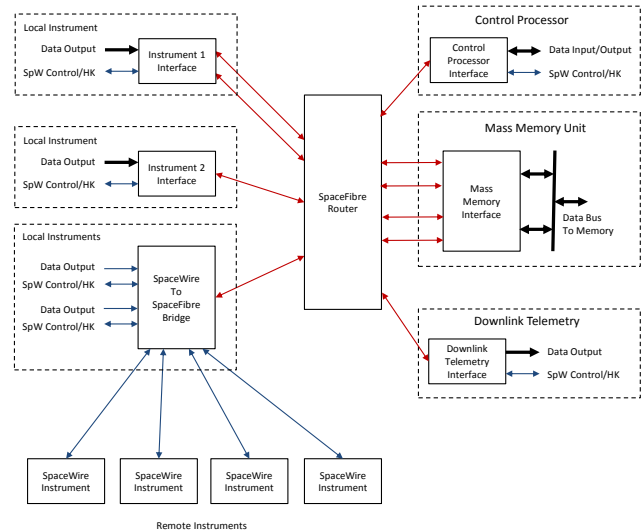 Local Instrument
Data Output
SpW Control/HK
Instrument 1
Interface
Control Processor
Control
Processor
Interface
Data Input/Output
SpW Control/HK
Local Instrument
Data Output
SpW Control/HK
Instrument 2
Interface
SpaceFibre
Router
Mass Memory Unit
Mass
Memory
Interface
Data Bus
To Memory
Local Instruments
Data Output
SpW Control/HK
Data Output
SpW Control/HK
SpaceWire
To
SpaceFibre
Bridge
Downlink Telemetry
Downlink
Telemetry
Interface
Data Output
SpW Control/HK
SpaceWire
Instrument
SpaceWire
Instrument
SpaceWire
Instrument
SpaceWire
Instrument
Remote Instruments